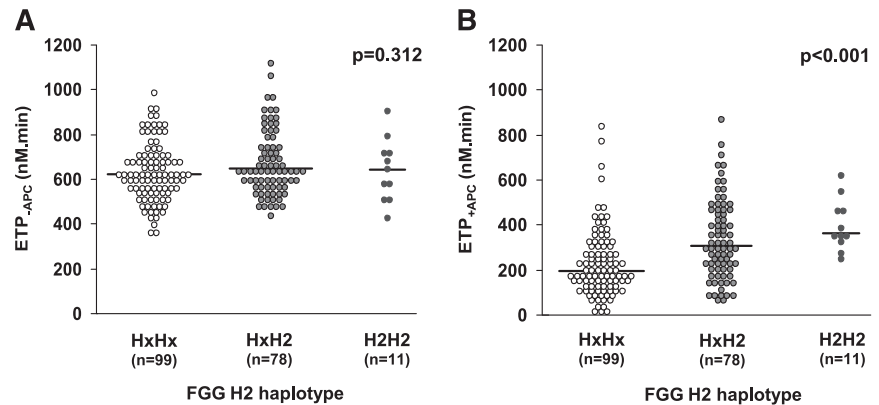 A
1200
1000
800
600
400
200
0
ETP-APC (nM.min)
p=0.312
HxHx
(n=99)
HxH2
(n=78)
H2H2
(n=11)
FGG H2 haplotype
B
1200
1000
800
600
400
200
0
ETP+APC (nM.min)
p<0.001
HxHx
(n=99)
HxH2
(n=78)
H2H2
(n=11)
FGG H2 haplotype